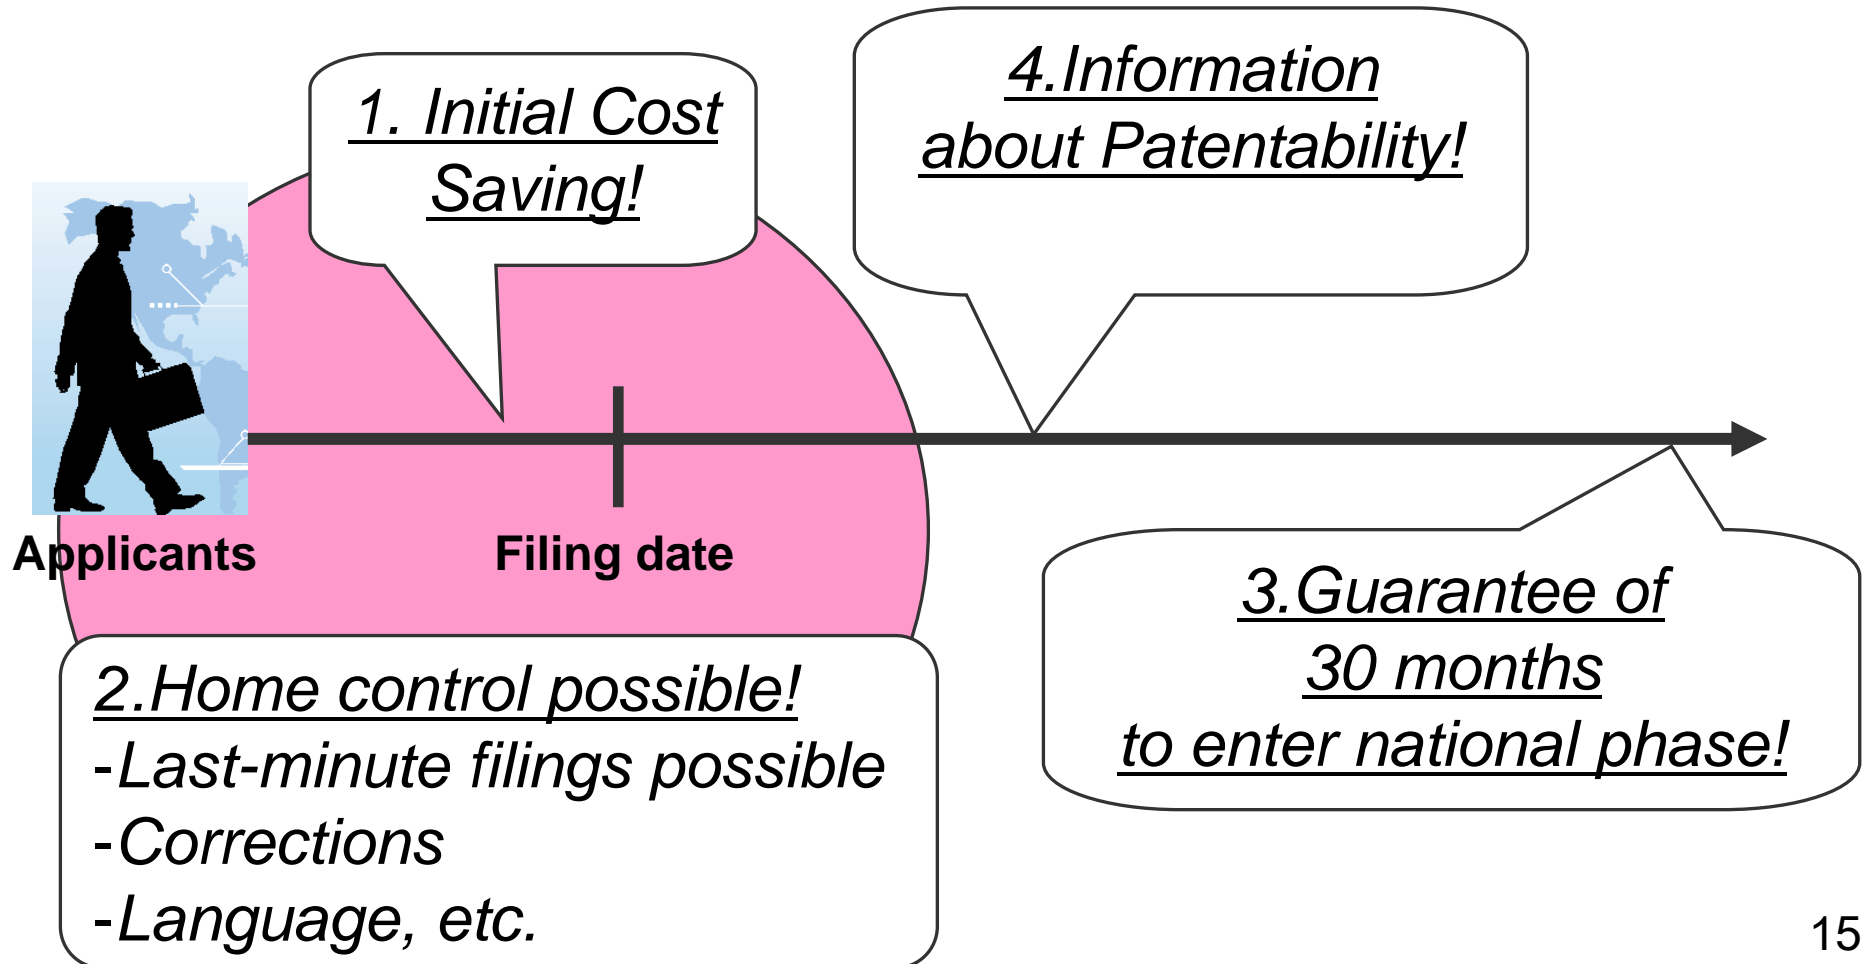 1. Initial Cost
Saving!
4.Information
about Patentability!
Applicants
Filing date
2.Home control possible!
-Last-minute filings possible
-Corrections
-Language, etc.
3.Guarantee of
30 months
to enter national phase!
15